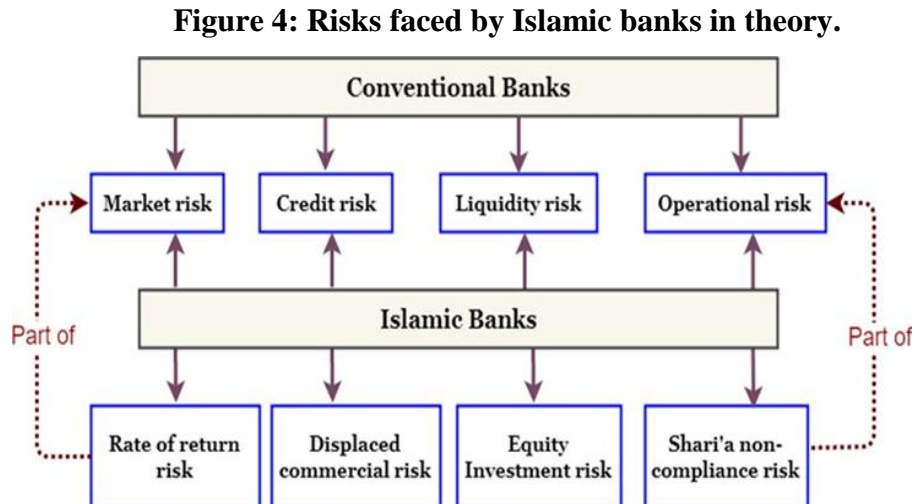 Figure 4: Risks faced by Islamic banks in theory.
Conventional Banks
Market risk
Credit risk
Liquidity risk
Operational risk
Islamic Banks
Part of
Part of
Rate of return
risk
Displaced
commercial risk
Equity
Investment risk
Shari'a non-
compliance risk